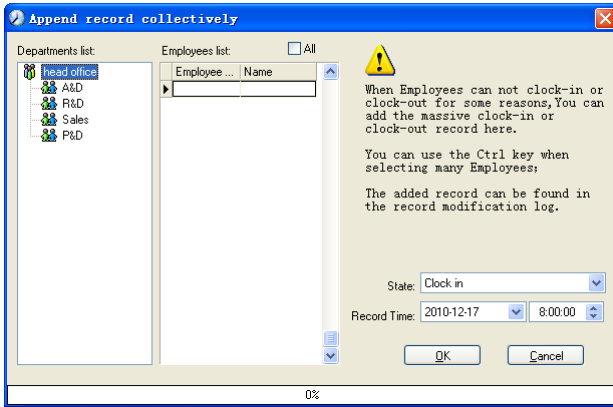 Append record collectively
Departments list:
head office
A&D
R&D
Sales
P&D
Employees list:
All
Employee ... Name
When Employees can not clock-in or
clock-out for some reasons,You can
add the massive clock-in or
clock-out record here.
You can use the Ctrl key when
selecting many Employees;
The added record can be found in
the record modification log.
State: Clock in
Record Time: 2010-12-17 8:00:00
OK Cancel
0%